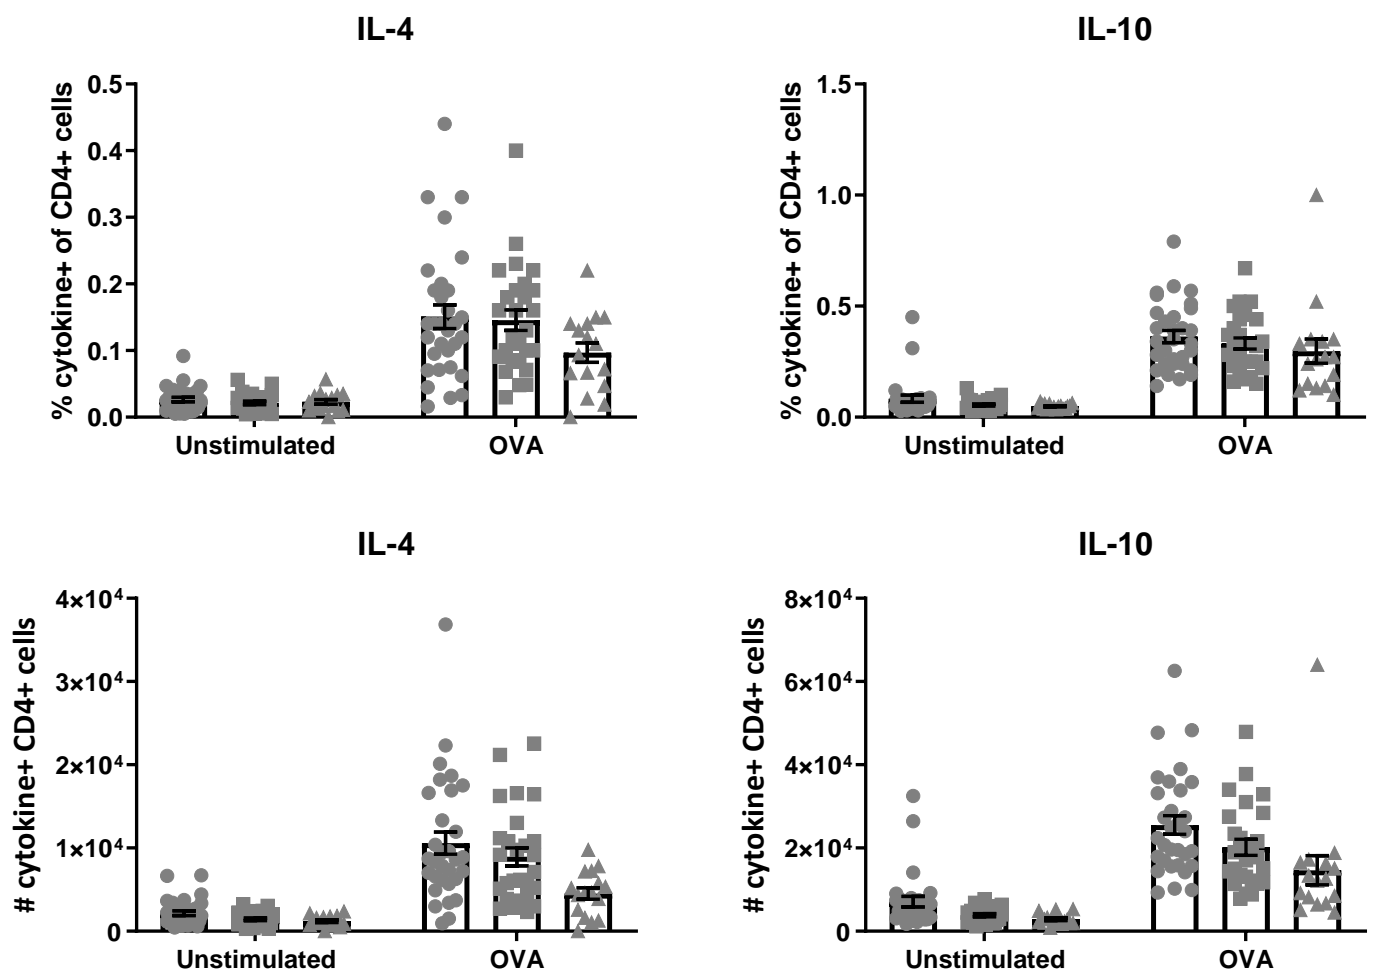 IL-4
% cytokine+ of CD4+ cells
0.5
0.4
0.3
0.2
0.1
0.0
Unstimulated
OVA
IL-10
% cytokine+ of CD4+ cells
1.5
1.0
0.5
0.0
Unstimulated
OVA
IL-4
# cytokine+ CD4+ cells
4×10⁴
3×10⁴
2×10⁴
1×10⁴
0
Unstimulated
OVA
IL-10
# cytokine+ CD4+ cells
8×10⁴
6×10⁴
4×10⁴
2×10⁴
0
Unstimulated
OVA